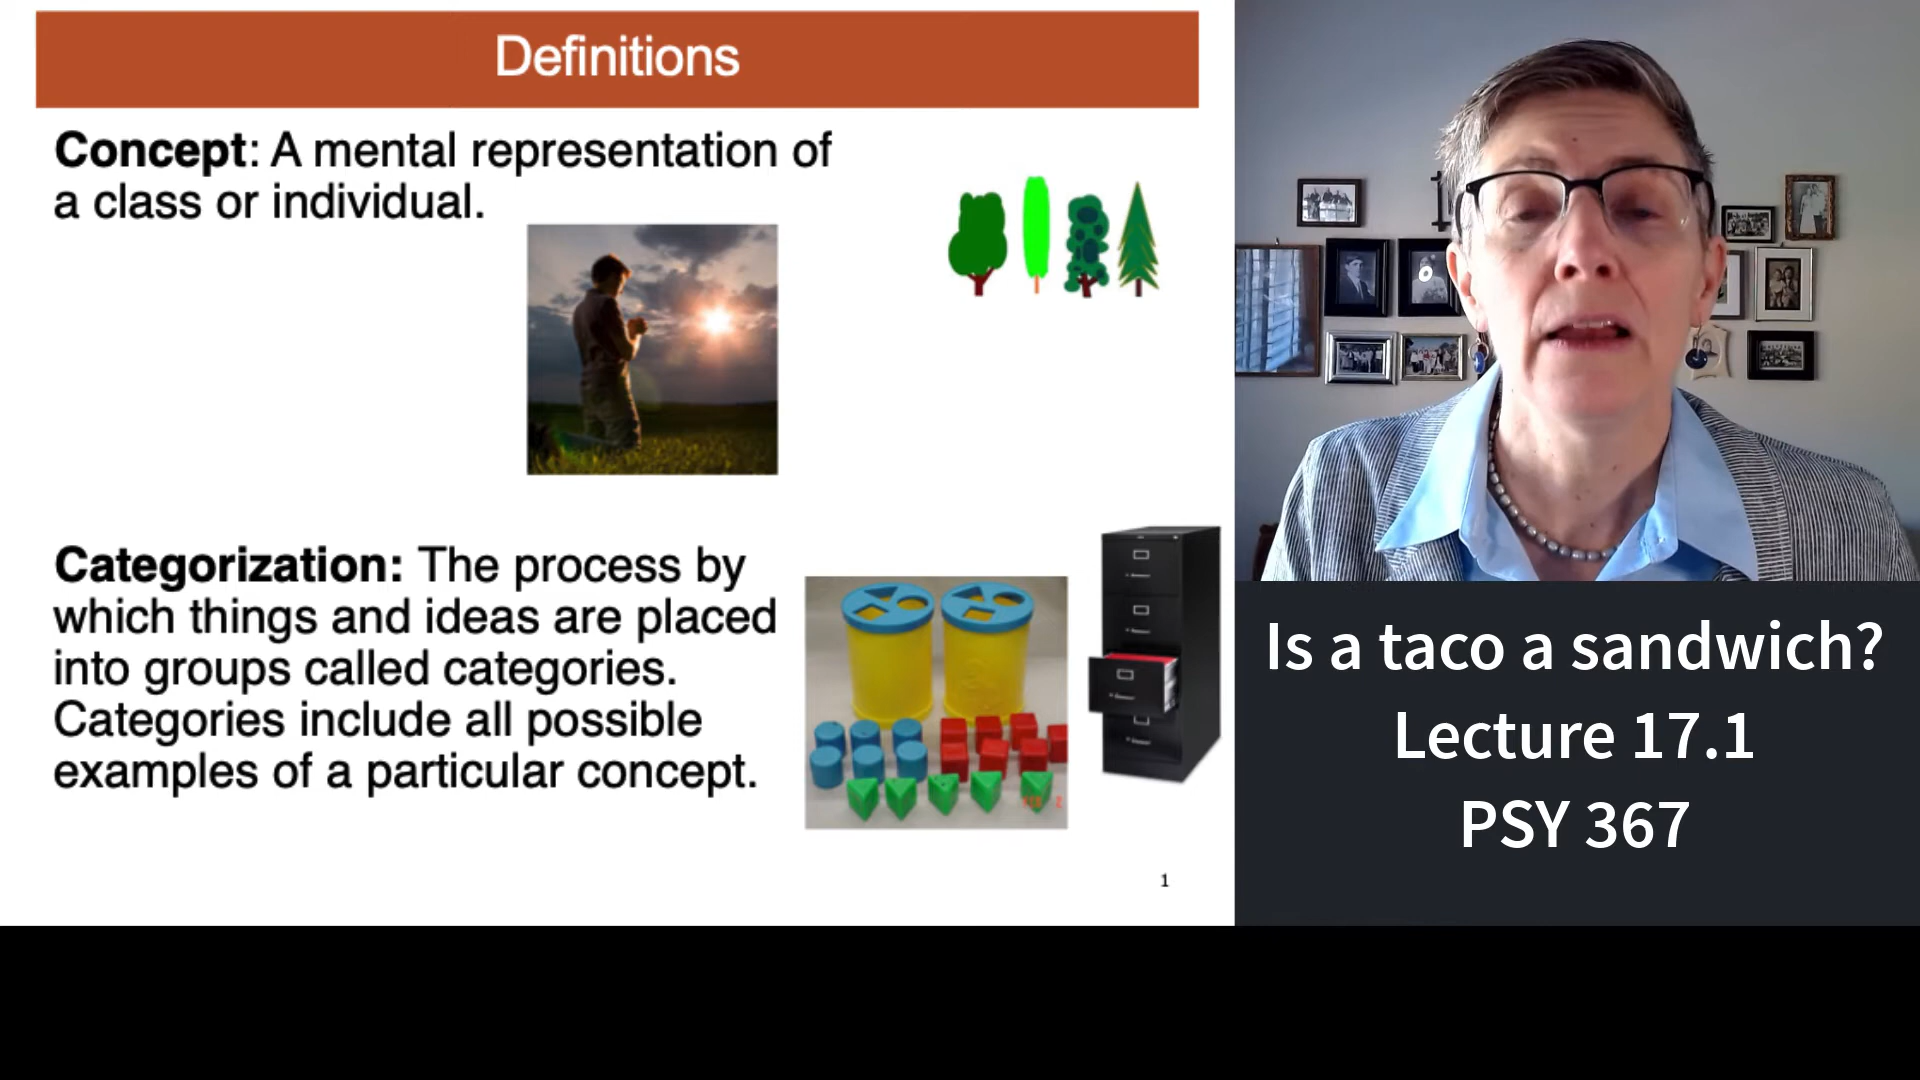 Definitions
Concept: A mental representation of
a class or individual.
Categorization: The process by
which things and ideas are placed
into groups called categories.
Categories include all possible
examples of a particular concept.
1
Is a taco a sandwich?
Lecture 17.1
PSY 367